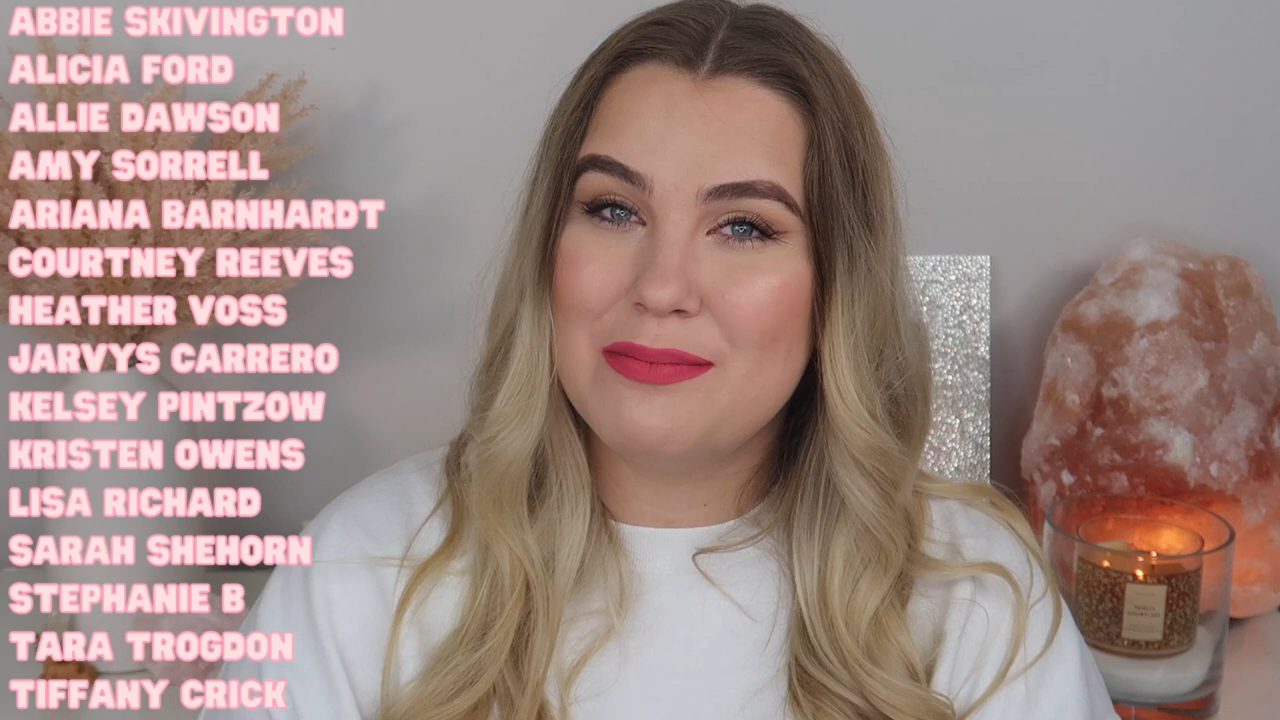 ABBIE SKIVINGTON
ALICIA FORD
ALLIE DAWSON
AMY SORRELL
ARIANA BARNHARDT
COURTNEY REEVES
HEATHER VOSS
JARVYS CARRERO
KELSEY PINTZOW
KRISTEN OWENS
LISA RICHARD
SARAH SHEHORN
STEPHANIE B
TARA TROGDON
TIFFANY CRICK